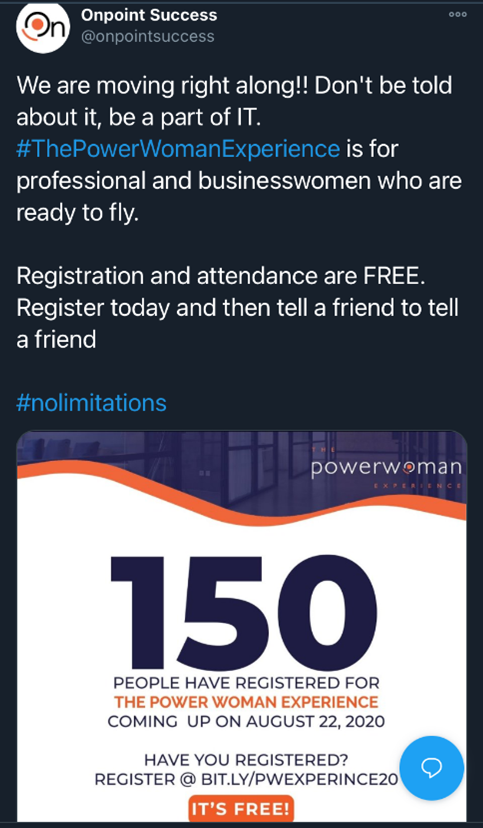 On
Onpoint Success
@onpointsuccess
We are moving right along!! Don't be told
about it, be a part of IT.
#ThePowerWomanExperience is for
professional and businesswomen who are
ready to fly.
Registration and attendance are FREE.
Register today and then tell a friend to tell
a friend
#nolimitations
THE
powerwoman
EXPERIENCE
150
PEOPLE HAVE REGISTERED FOR
THE POWER WOMAN EXPERIENCE
COMING UP ON AUGUST 22, 2020
HAVE YOU REGISTERED?
REGISTER @ BIT.LY/PWEXPERINCE20
IT'S FREE!